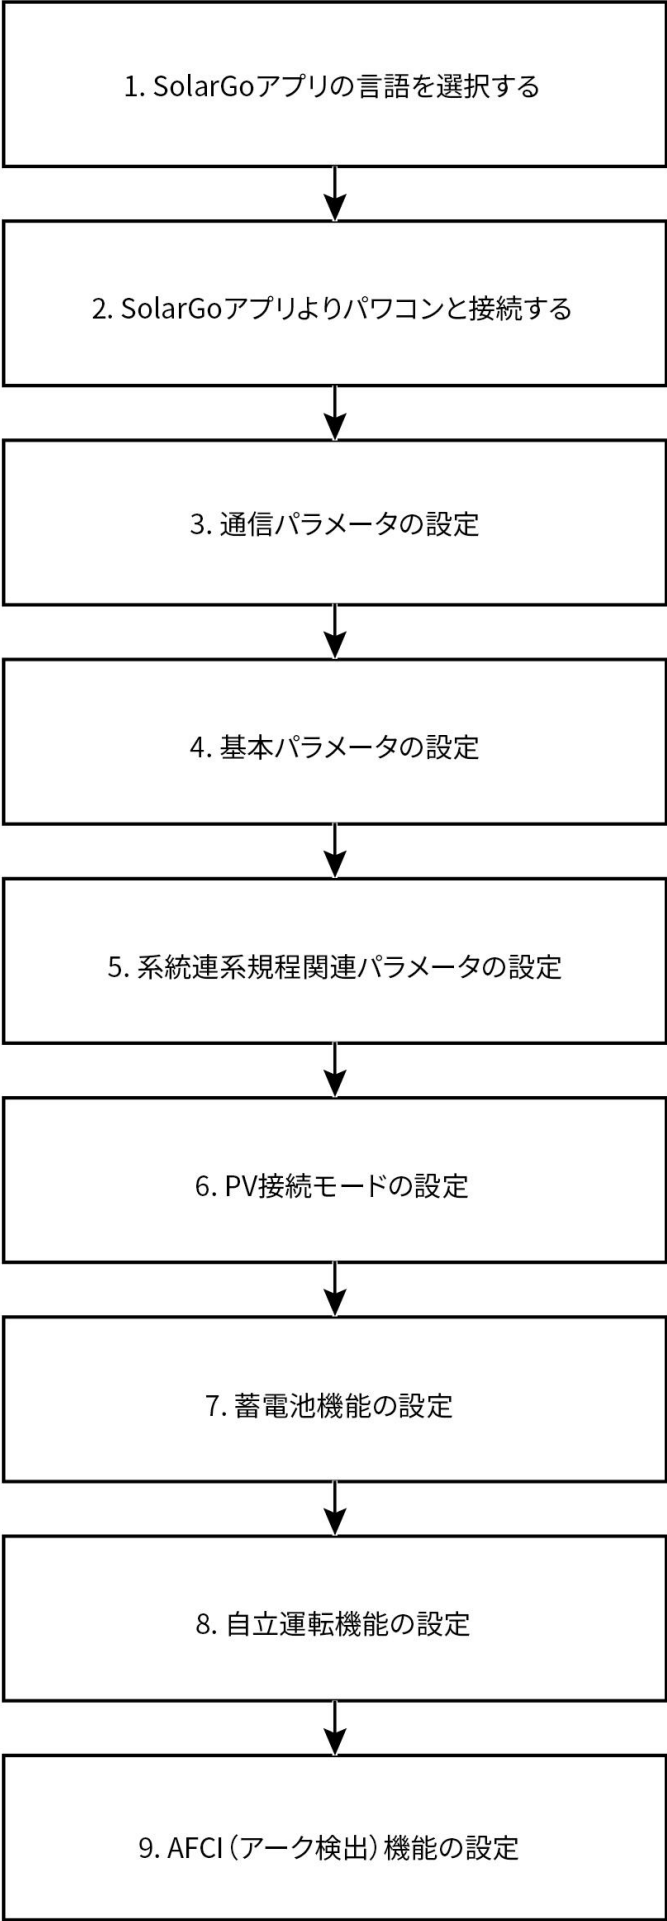 1. SolarGoアプリの言語を選択する
2. SolarGoアプリよりパワコンと接続する
3. 通信パラメータの設定
4. 基本パラメータの設定
5. 系統連系規程関連パラメータの設定
6. PV接続モードの設定
7. 蓄電池機能の設定
8. 自立運転機能の設定
9. AFCI（アーク検出）機能の設定